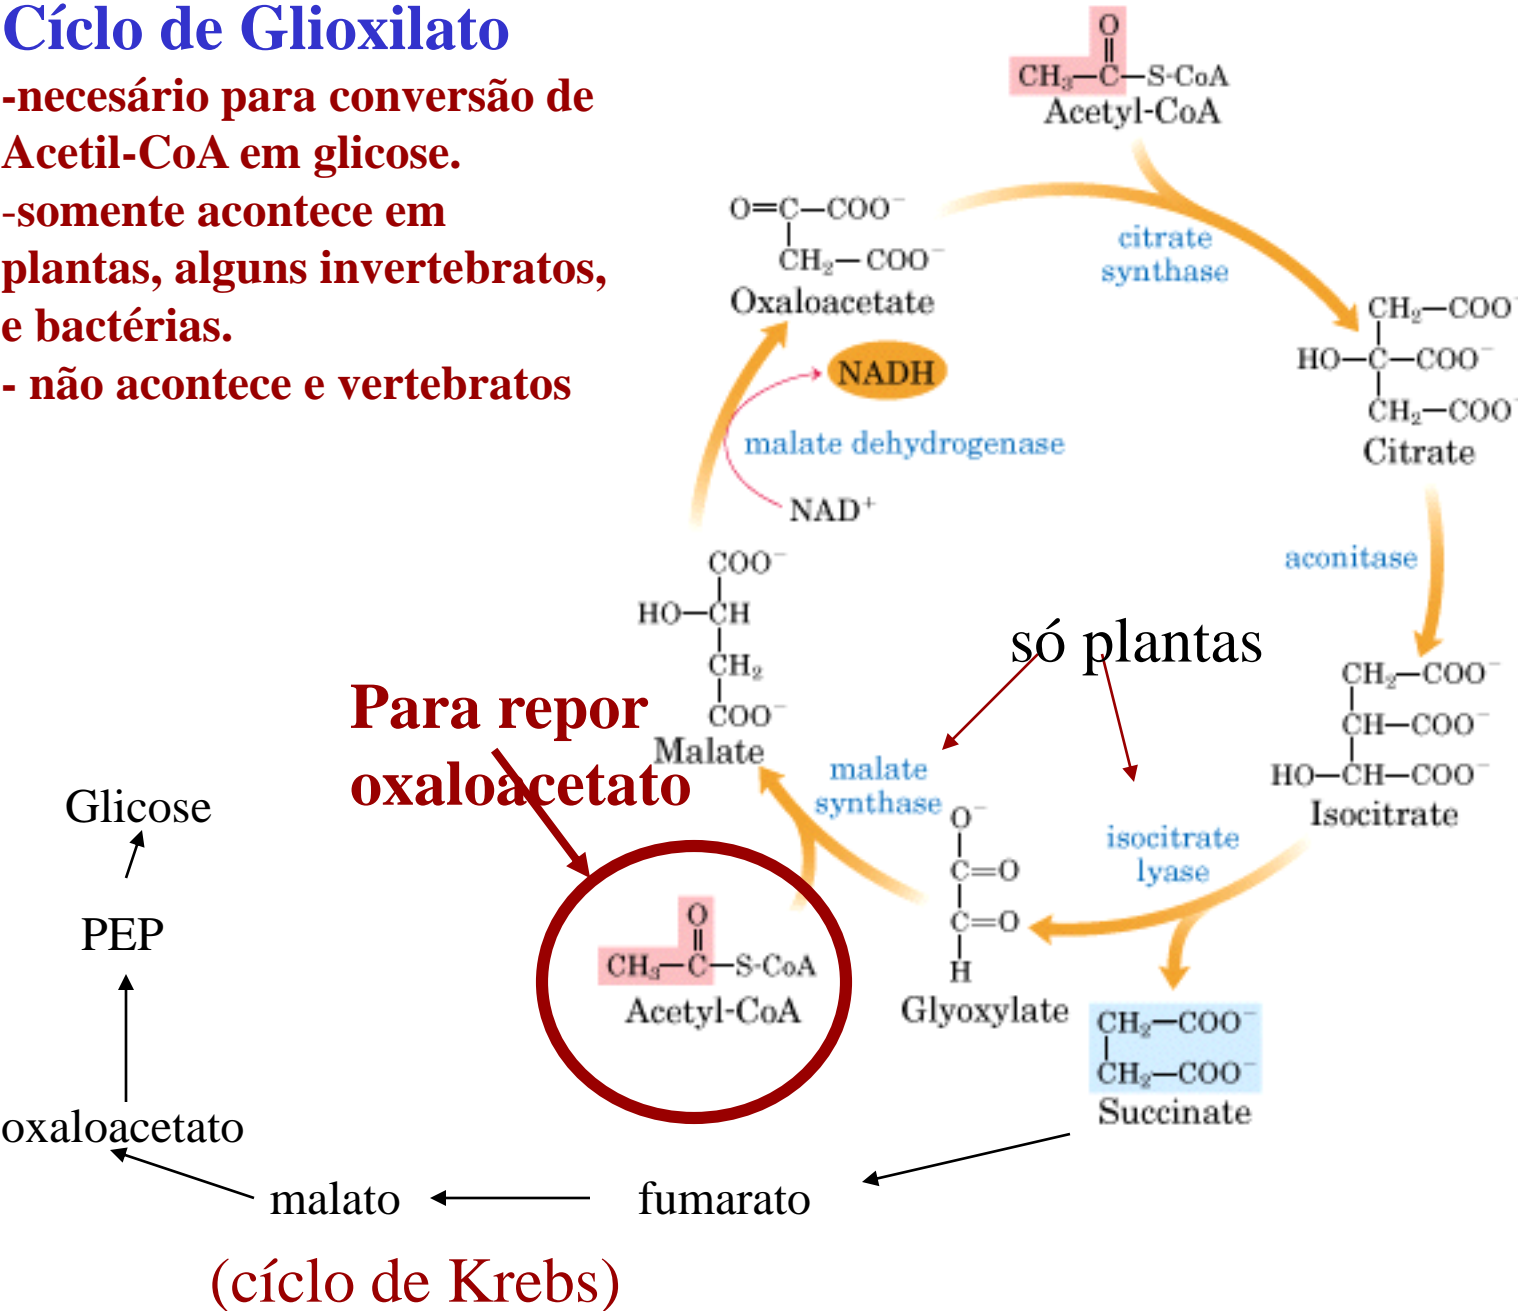 Cíclo de Glioxilato
-necesário para conversão de
Acetil-CoA em glicose.
-somente acontece em
plantas, alguns invertebratos,
e bactérias.
- não acontece e vertebratos
O
CH₃—C—S-CoA
Acetyl-CoA
O=C—COO⁻
CH₂—COO⁻
Oxaloacetate
citrate
synthase
CH₂—COO⁻
HO—C—COO⁻
CH₂—COO⁻
Citrate
NADH
malate dehydrogenase
NAD⁺
aconitase
COO⁻
HO—CH
CH₂
COO⁻
Malate
só plantas
CH₂—COO⁻
CH—COO⁻
HO—CH—COO⁻
Isocitrate
Para repor
oxaloacetato
malate
synthase
isocitrate
lyase
O⁻
C=O
C=O
H
Glyoxylate
O
CH₃—C—S-CoA
Acetyl-CoA
CH₂—COO⁻
CH₂—COO⁻
Succinate
Glicose
PEP
oxaloacetato
malato
fumarato
(cíclo de Krebs)